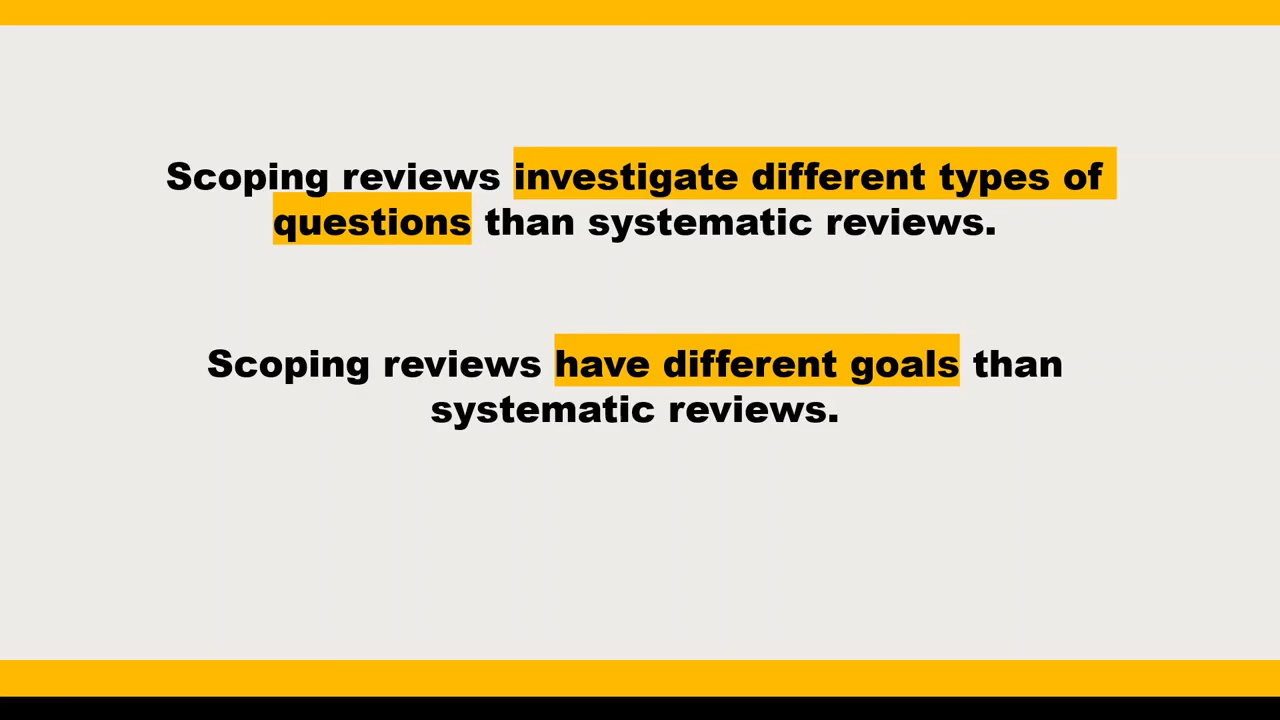 Scoping reviews investigate different types of
questions than systematic reviews.
Scoping reviews have different goals than
systematic reviews.